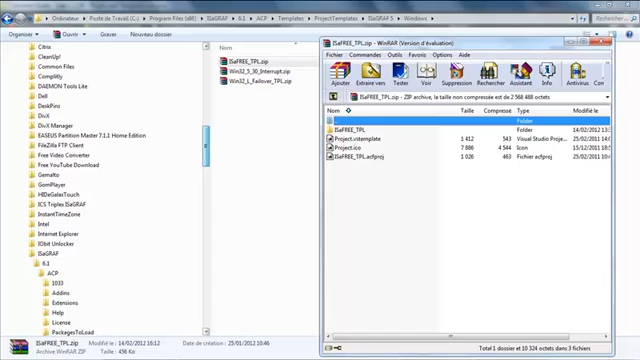 Ordinateur ▸ Poste de Travail (C:) ▸ Program Files (x86) ▸ ISaGRAF ▸ 6.1 ▸ ACP ▸ Templates ▸ ProjectTemplates ▸ ISaGRAF 5 ▸ Windows ▸
Rechercher
Organiser Ouvrir Graver Nouveau dossier
Citrix
CleanUp!
Complitly
DAEMON Tools Lite
Dell
DeskPins
DivX
DivX Manager
EASEUS Partition Master 7.1.1 Home Edition
FileZilla FTP Client
Free Video Converter
Free YouTube Download
Gemalto
GomPlayer
HiDeGalaxTouch
ICS Triplex ISaGRAF
InstantTimeZone
Intel
Internet Explorer
IObit Unlocker
ISaGRAF
6.1
ACP
1033
Addins
Extensions
Help
License
PackagesToLoad
Nom
ISaFREE_TPL.zip
Win32_5_30_Interrupt.zip
Win32_L_Failover_TPL.zip
ISaFREE_TPL.zip - WinRAR (Version d'évaluation)
Fichier Commandes Outils Favoris Options Aide
Ajouter Extraire vers Tester Voir Suppression Rechercher Assistant Info Antivirus
ISaFREE_TPL.zip - ZIP archive, la taille non compressée est de 2 568 488 octets
Nom Taille Compressé Type Modifié le
.. Folder
ISaFREE_TPL Folder 14/02/2012
Project.vstemplate 1 412 543 Visual Studio Proje... 25/02/2011
Project.ico 7 886 4 544 Icon 15/12/2011
ISaFREE_TPL.acfproj 1 026 463 Fichier acfproj 25/02/2011
Total 1 dossier et 10 324 octets dans 3 fichiers
ISaFREE_TPL.zip Modifié le : 14/02/2012 16:12 Date de création : 25/01/2012 10:46
Archive WinRAR ZIP Taille : 456 Ko